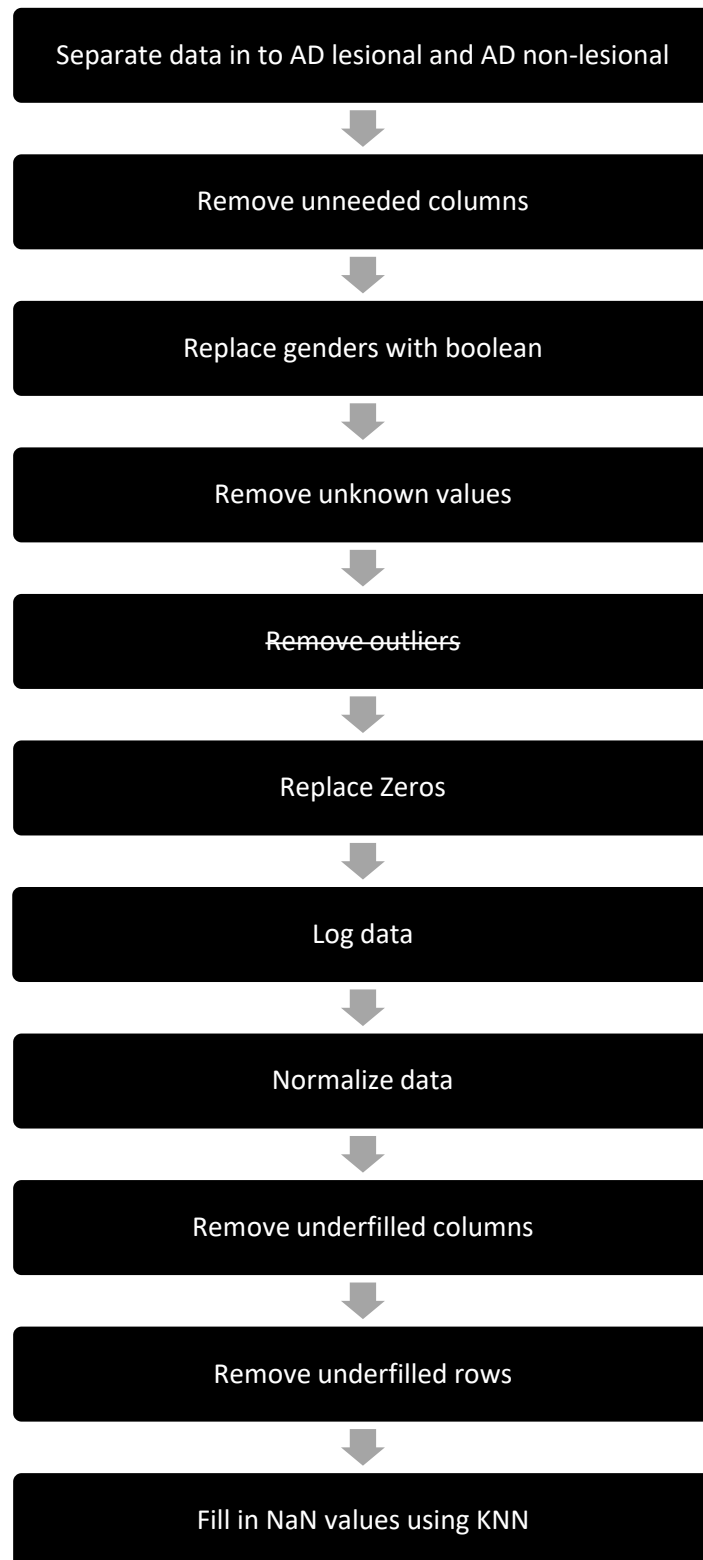 Separate data in to AD lesional and AD non-lesional
Remove unneeded columns
Replace genders with boolean
Remove unknown values
Remove outliers
Replace Zeros
Log data
Normalize data
Remove underfilled columns
Remove underfilled rows
Fill in NaN values using KNN